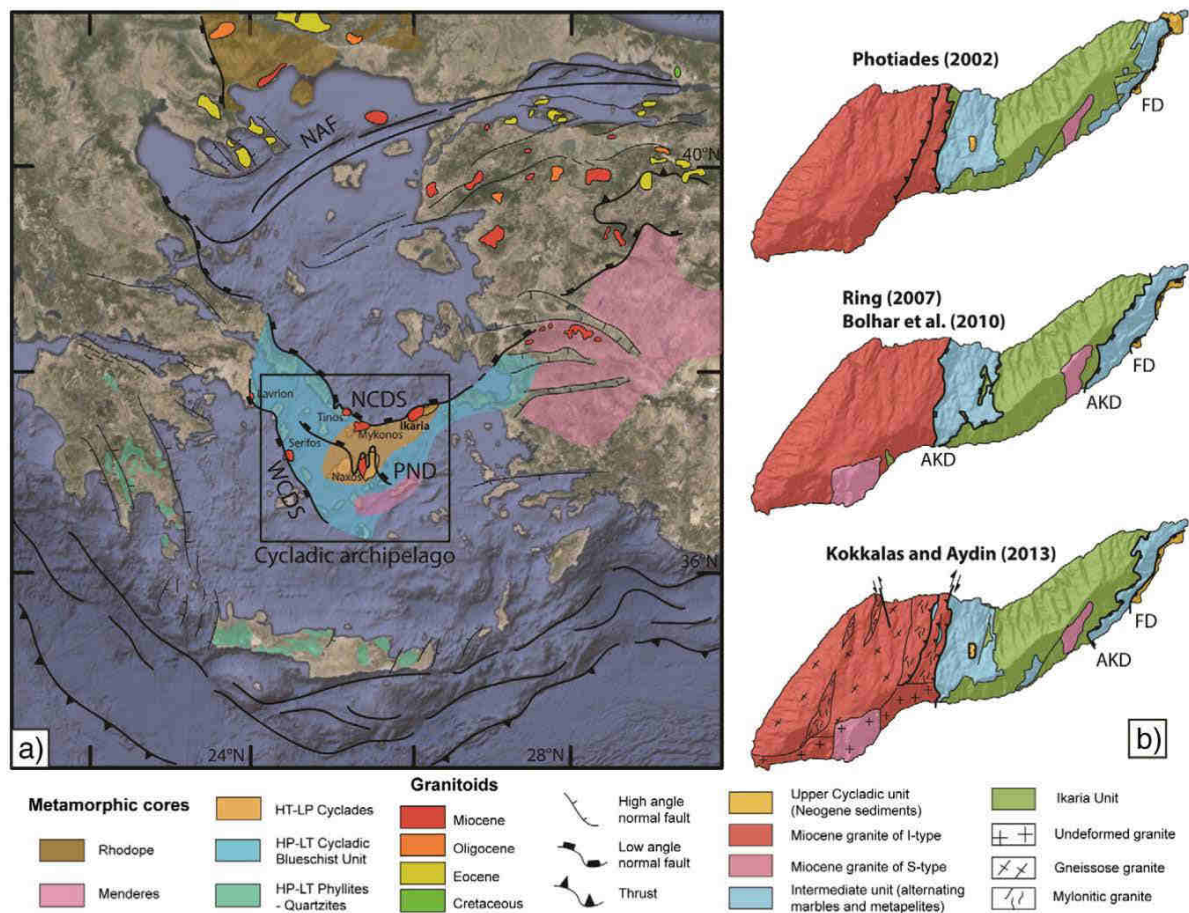 NAF
40°N
Lavrion
Tinos
NCDS
Mykonos
Ikaria
Serifos
Naxos
PND
WCDS
Cycladic archipelago
36°N
24°N
28°N
a)
Photiades (2002)
FD
Ring (2007)
Bolhar et al. (2010)
FD
AKD
AKD
Kokkalas and Aydin (2013)
FD
AKD
b)
Metamorphic cores
Rhodope
Menderes
HT-LP Cyclades
HP-LT Cycladic
Blueschist Unit
HP-LT Phyllites
- Quartzites
Granitoids
Miocene
Oligocene
Eocene
Cretaceous
High angle
normal fault
Low angle
normal fault
Thrust
Upper Cycladic unit
(Neogene sediments)
Miocene granite of I-type
Miocene granite of S-type
Intermediate unit (alternating
marbles and metapelites)
Ikaria Unit
Undeformed granite
Gneissose granite
Mylonitic granite